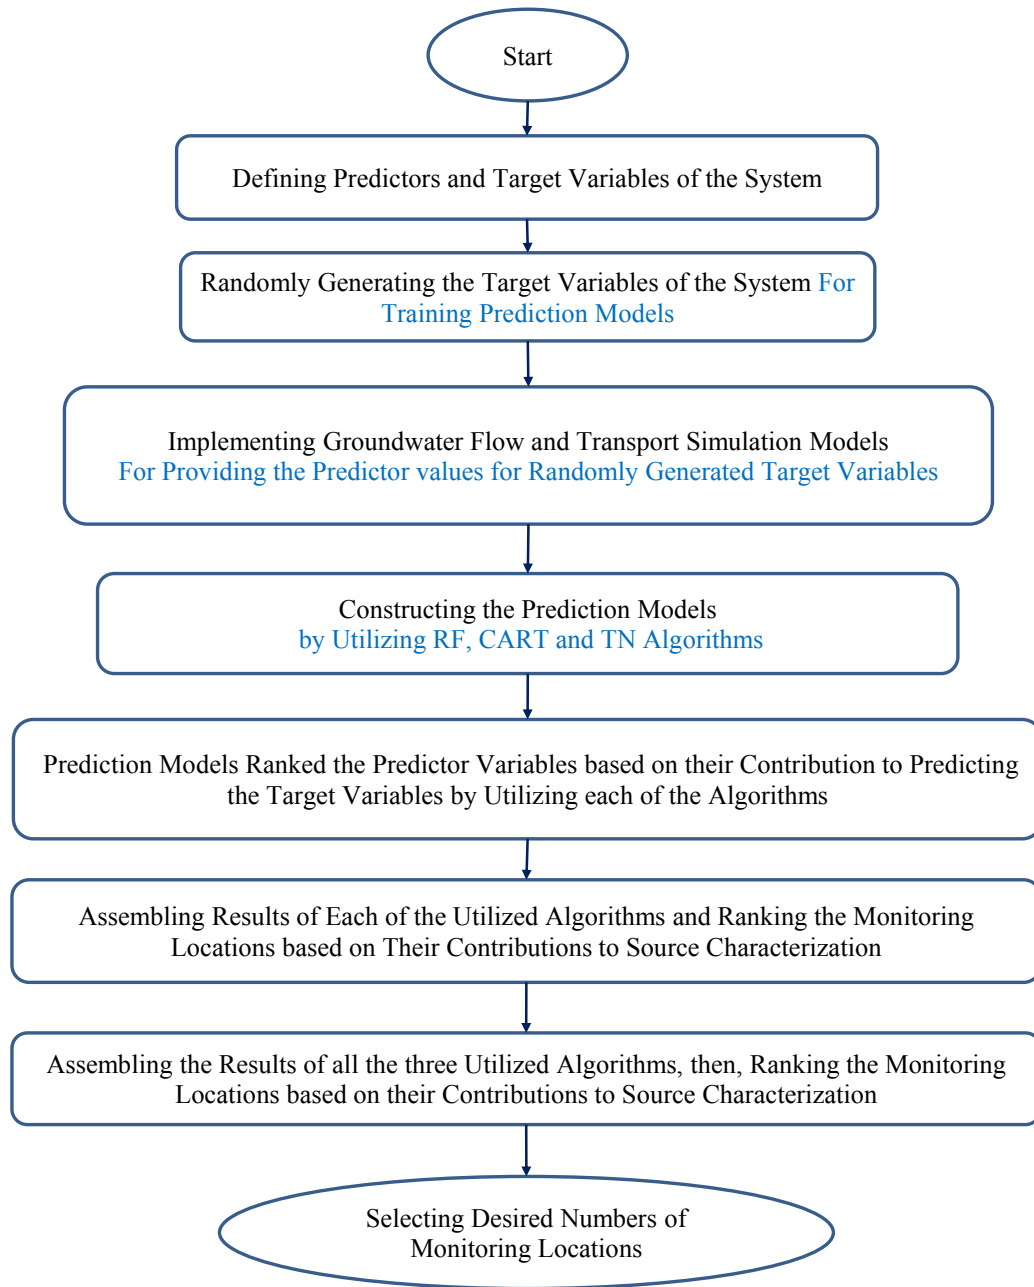 Start
Defining Predictors and Target Variables of the System
Randomly Generating the Target Variables of the System For
Training Prediction Models
Implementing Groundwater Flow and Transport Simulation Models
For Providing the Predictor values for Randomly Generated Target Variables
Constructing the Prediction Models
by Utilizing RF, CART and TN Algorithms
Prediction Models Ranked the Predictor Variables based on their Contribution to Predicting
the Target Variables by Utilizing each of the Algorithms
Assembling Results of Each of the Utilized Algorithms and Ranking the Monitoring
Locations based on Their Contributions to Source Characterization
Assembling the Results of all the three Utilized Algorithms, then, Ranking the Monitoring
Locations based on their Contributions to Source Characterization
Selecting Desired Numbers of
Monitoring Locations